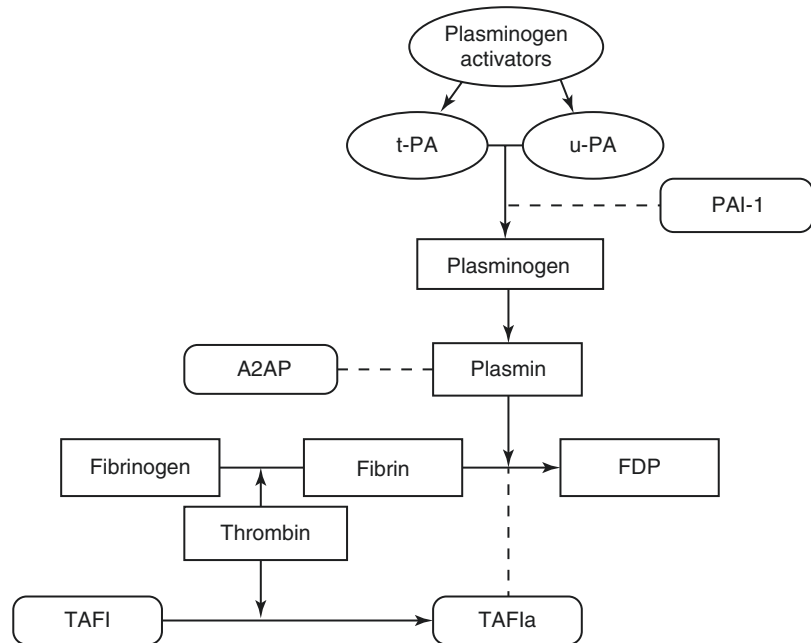 Plasminogen
activators
t-PA
u-PA
PAI-1
Plasminogen
A2AP
Plasmin
Fibrinogen
Fibrin
FDP
Thrombin
TAFI
TAFIa